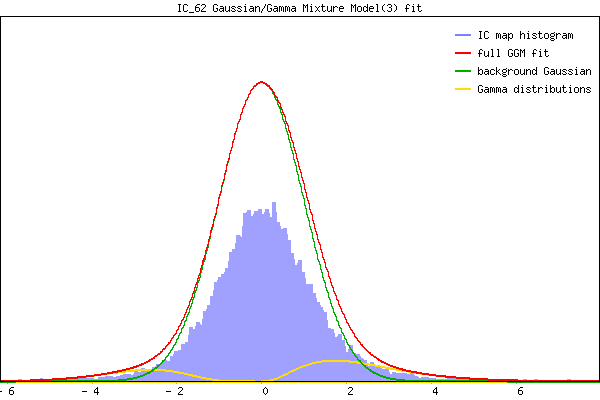 IC_62 Gaussian/Gamma Mixture Model(3) fit
IC map histogram
full GGM fit
background Gaussian
Gamma distributions
-6 -4 -2 0 2 4 6